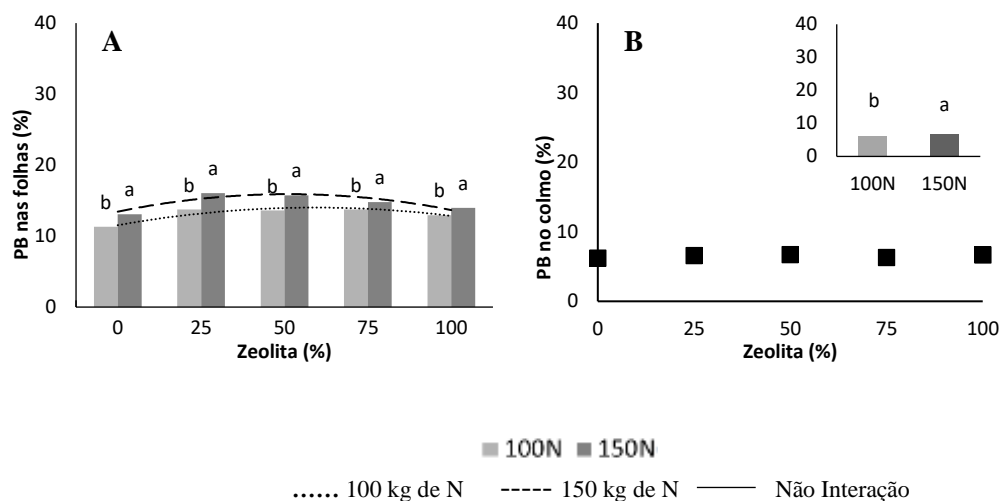 A
PB nas folhas (%)
40
30
20
10
0
b a b a b a b a b a
0 25 50 75 100
Zeolita (%)
B
PB no colmo (%)
40
30
20
10
0
0 25 50 75 100
Zeolita (%)
40
30
20
10
0
b a
100N 150N
100N 150N
...... 100 kg de N ------ 150 kg de N —— Não Interação